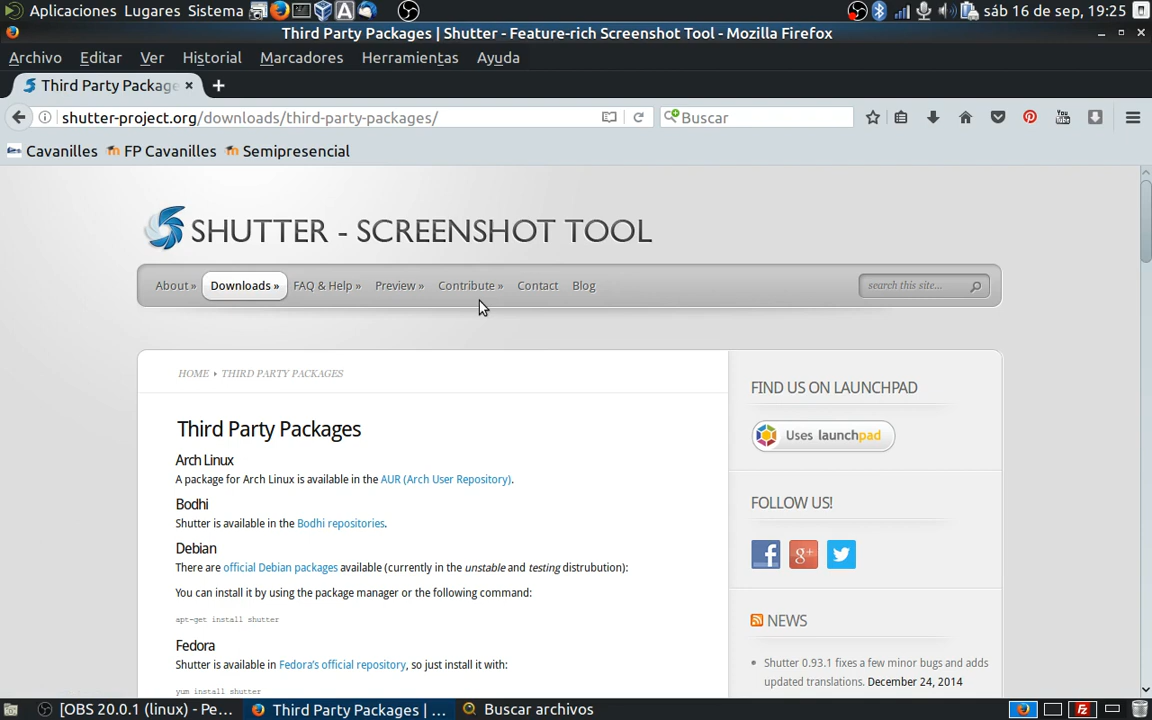 Aplicaciones Lugares Sistema sáb 16 de sep, 19:25
Third Party Packages | Shutter - Feature-rich Screenshot Tool - Mozilla Firefox
Archivo Editar Ver Historial Marcadores Herramientas Ayuda
Third Party Package
shutter-project.org/downloads/third-party-packages/ Buscar
Cavanilles FP Cavanilles Semipresencial
SHUTTER - SCREENSHOT TOOL
About » Downloads » FAQ & Help » Preview » Contribute » Contact Blog search this site...
HOME ▸ THIRD PARTY PACKAGES
Third Party Packages
Arch Linux
A package for Arch Linux is available in the AUR (Arch User Repository).
Bodhi
Shutter is available in the Bodhi repositories.
Debian
There are official Debian packages available (currently in the unstable and testing distrubution):
You can install it by using the package manager or the following command:
apt-get install shutter
Fedora
Shutter is available in Fedora's official repository, so just install it with:
yum install shutter
FIND US ON LAUNCHPAD
Uses launchpad
FOLLOW US!
NEWS
Shutter 0.93.1 fixes a few minor bugs and adds
updated translations. December 24, 2014
[OBS 20.0.1 (linux) - Pe... Third Party Packages | ... Buscar archivos